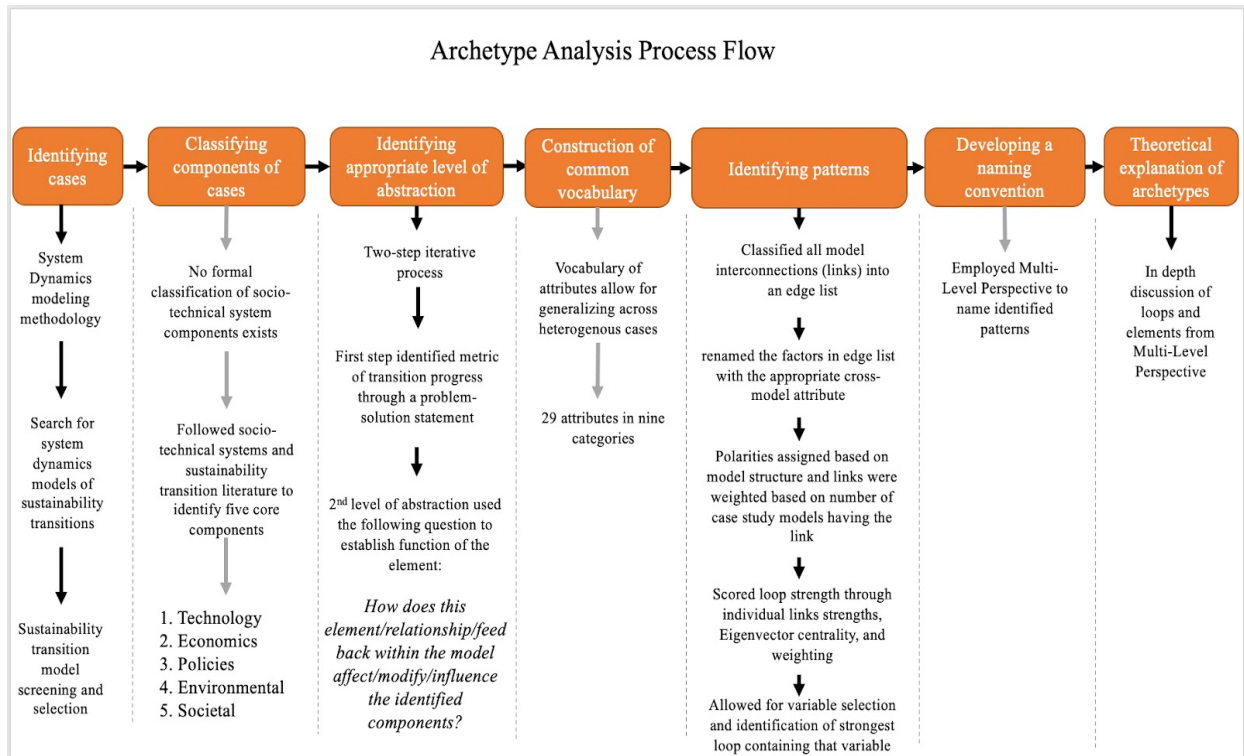 Archetype Analysis Process Flow
Identifying
cases
Classifying
components of
cases
Identifying
appropriate level of
abstraction
Construction of
common
vocabulary
Identifying patterns
Developing a
naming
convention
Theoretical
explanation of
archetypes
System
Dynamics
modeling
methodology
Search for
system
dynamics
models of
sustainability
transitions
Sustainability
transition
model
screening and
selection
No formal
classification of socio-
technical system
components exists
Followed socio-
technical systems and
sustainability
transition literature to
identify five core
components
1. Technology
2. Economics
3. Policies
4. Environmental
5. Societal
Two-step iterative
process
First step identified metric
of transition progress
through a problem-
solution statement
2nd level of abstraction used
the following question to
establish function of the
element:
How does this
element/relationship/feed
back within the model
affect/modify/influence
the identified
components?
Vocabulary of
attributes allow for
generalizing across
heterogenous cases
29 attributes in nine
categories
Classified all model
interconnections (links) into
an edge list
renamed the factors in edge list
with the appropriate cross-
model attribute
Polarities assigned based on
model structure and links were
weighted based on number of
case study models having the
link
Scored loop strength through
individual links strengths,
Eigenvector centrality, and
weighting
Allowed for variable selection
and identification of strongest
loop containing that variable
Employed Multi-
Level Perspective to
name identified
patterns
In depth
discussion of
loops and
elements from
Multi-Level
Perspective